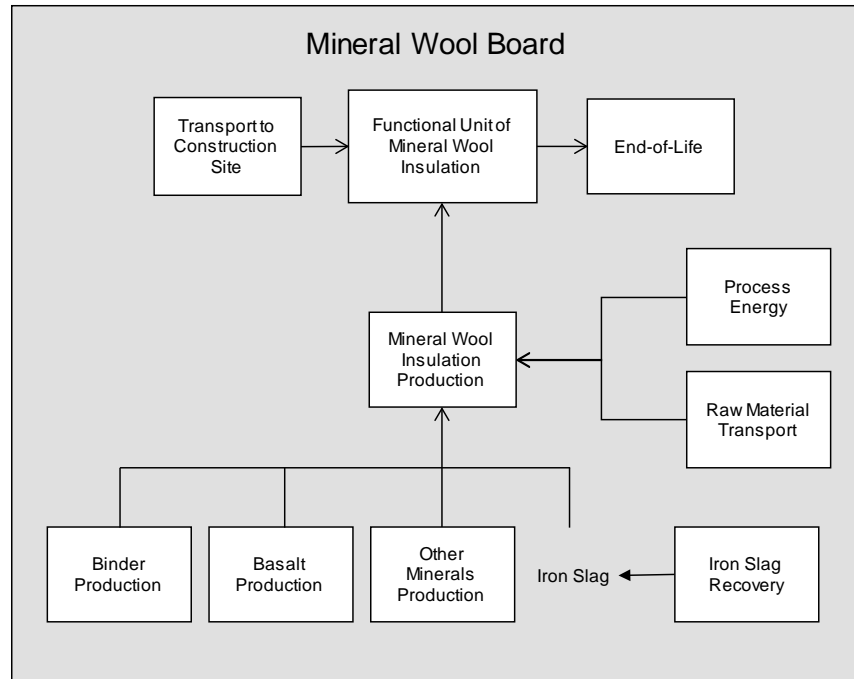 Mineral Wool Board
Transport to
Construction
Site
Functional Unit of
Mineral Wool
Insulation
End-of-Life
Process
Energy
Mineral Wool
Insulation
Production
Raw Material
Transport
Binder
Production
Basalt
Production
Other
Minerals
Production
Iron Slag
Iron Slag
Recovery